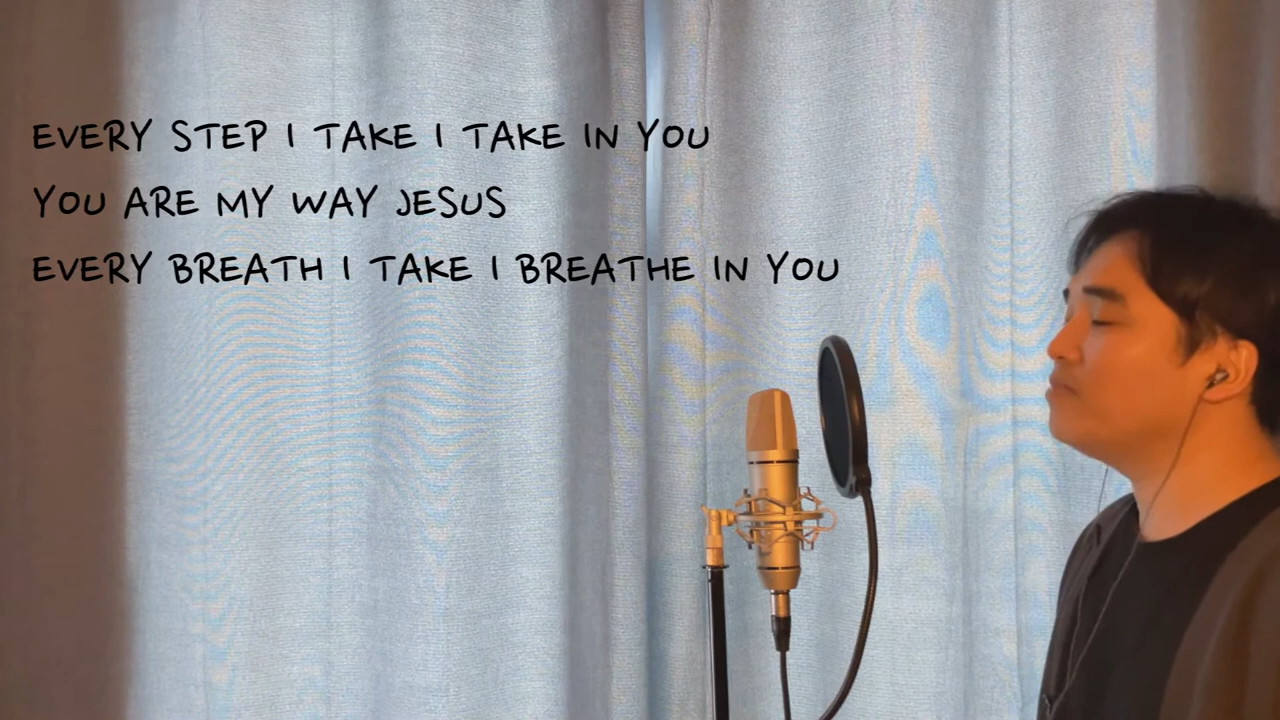 EVERY STEP I TAKE I TAKE IN YOU
YOU ARE MY WAY JESUS
EVERY BREATH I TAKE I BREATHE IN YOU